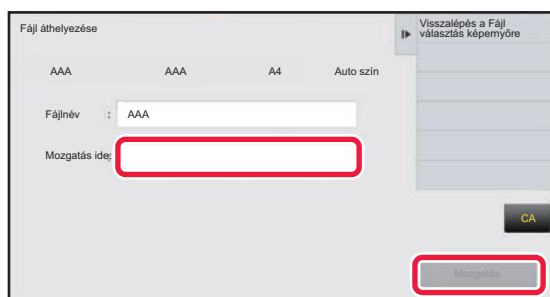 Fájl áthelyezése
Visszalépés a Fájl
választás képernyőre
AAA AAA A4 Auto szín
Fájlnév : AAA
Mozgatás ide:
CA
Mozgatás